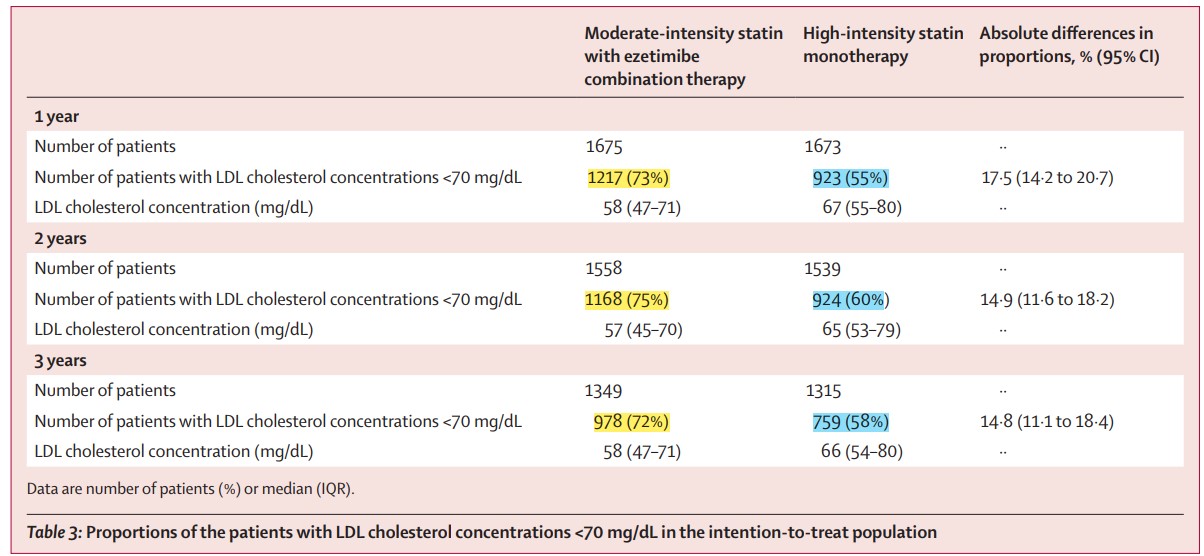 Moderate-intensity statin with ezetimibe combination therapy High-intensity statin monotherapy Absolute differences in proportions, % (95% CI)
1 year
Number of patients 1675 1673 ··
Number of patients with LDL cholesterol concentrations <70 mg/dL 1217 (73%) 923 (55%) 17·5 (14·2 to 20·7)
LDL cholesterol concentration (mg/dL) 58 (47–71) 67 (55–80) ··
2 years
Number of patients 1558 1539 ··
Number of patients with LDL cholesterol concentrations <70 mg/dL 1168 (75%) 924 (60%) 14·9 (11·6 to 18·2)
LDL cholesterol concentration (mg/dL) 57 (45–70) 65 (53–79) ··
3 years
Number of patients 1349 1315 ··
Number of patients with LDL cholesterol concentrations <70 mg/dL 978 (72%) 759 (58%) 14·8 (11·1 to 18·4)
LDL cholesterol concentration (mg/dL) 58 (47–71) 66 (54–80) ··
Data are number of patients (%) or median (IQR).
Table 3: Proportions of the patients with LDL cholesterol concentrations <70 mg/dL in the intention-to-treat population